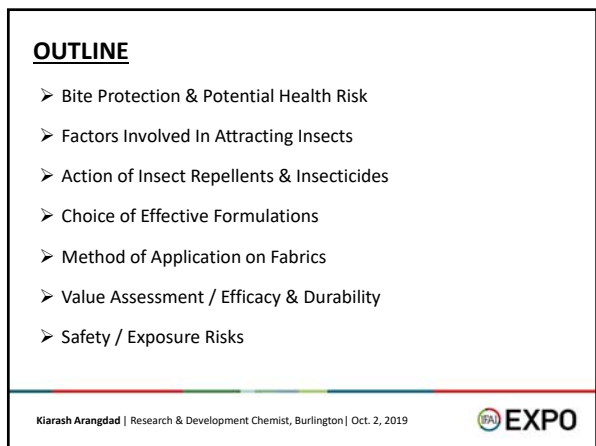 OUTLINE
➢ Bite Protection & Potential Health Risk
➢ Factors Involved In Attracting Insects
➢ Action of Insect Repellents & Insecticides
➢ Choice of Effective Formulations
➢ Method of Application on Fabrics
➢ Value Assessment / Efficacy & Durability
➢ Safety / Exposure Risks
Kiarash Arangdad | Research & Development Chemist, Burlington| Oct. 2, 2019
IFAI EXPO